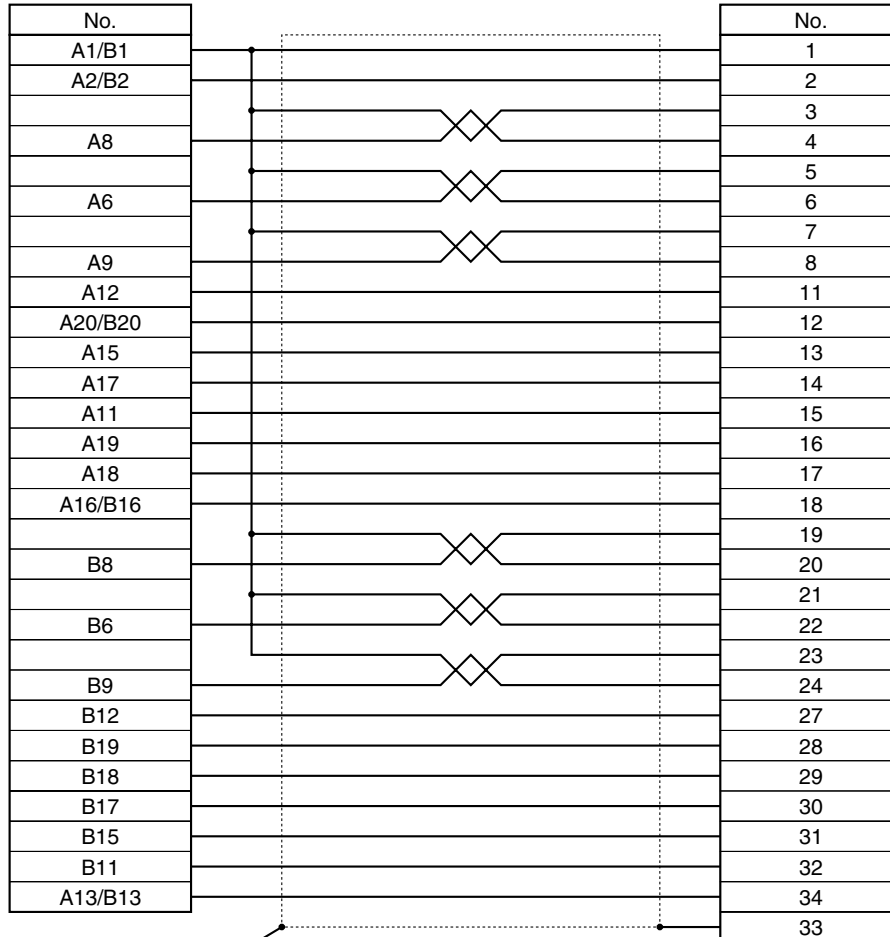 No. No.
A1/B1 1
A2/B2 2
3
A8 4
5
A6 6
7
A9 8
A12 11
A20/B20 12
A15 13
A17 14
A11 15
A19 16
A18 17
A16/B16 18
19
B8 20
21
B6 22
23
B9 24
B12 27
B19 28
B18 29
B17 30
B15 31
B11 32
A13/B13 34
33